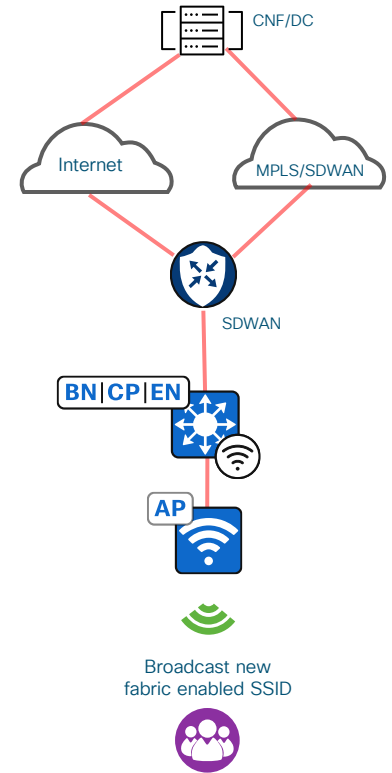 CNF/DC
Internet
MPLS/SDWAN
SDWAN
BN|CP|EN
AP
Broadcast new
fabric enabled SSID